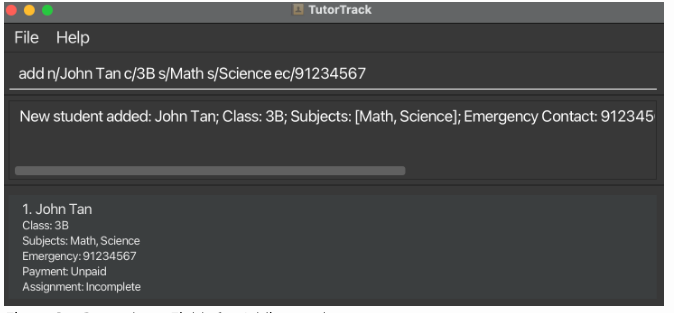 TutorTrack
File Help
add n/John Tan c/3B s/Math s/Science ec/91234567
New student added: John Tan; Class: 3B; Subjects: [Math, Science]; Emergency Contact: 912345
1. John Tan
Class: 3B
Subjects: Math, Science
Emergency: 91234567
Payment: Unpaid
Assignment: Incomplete